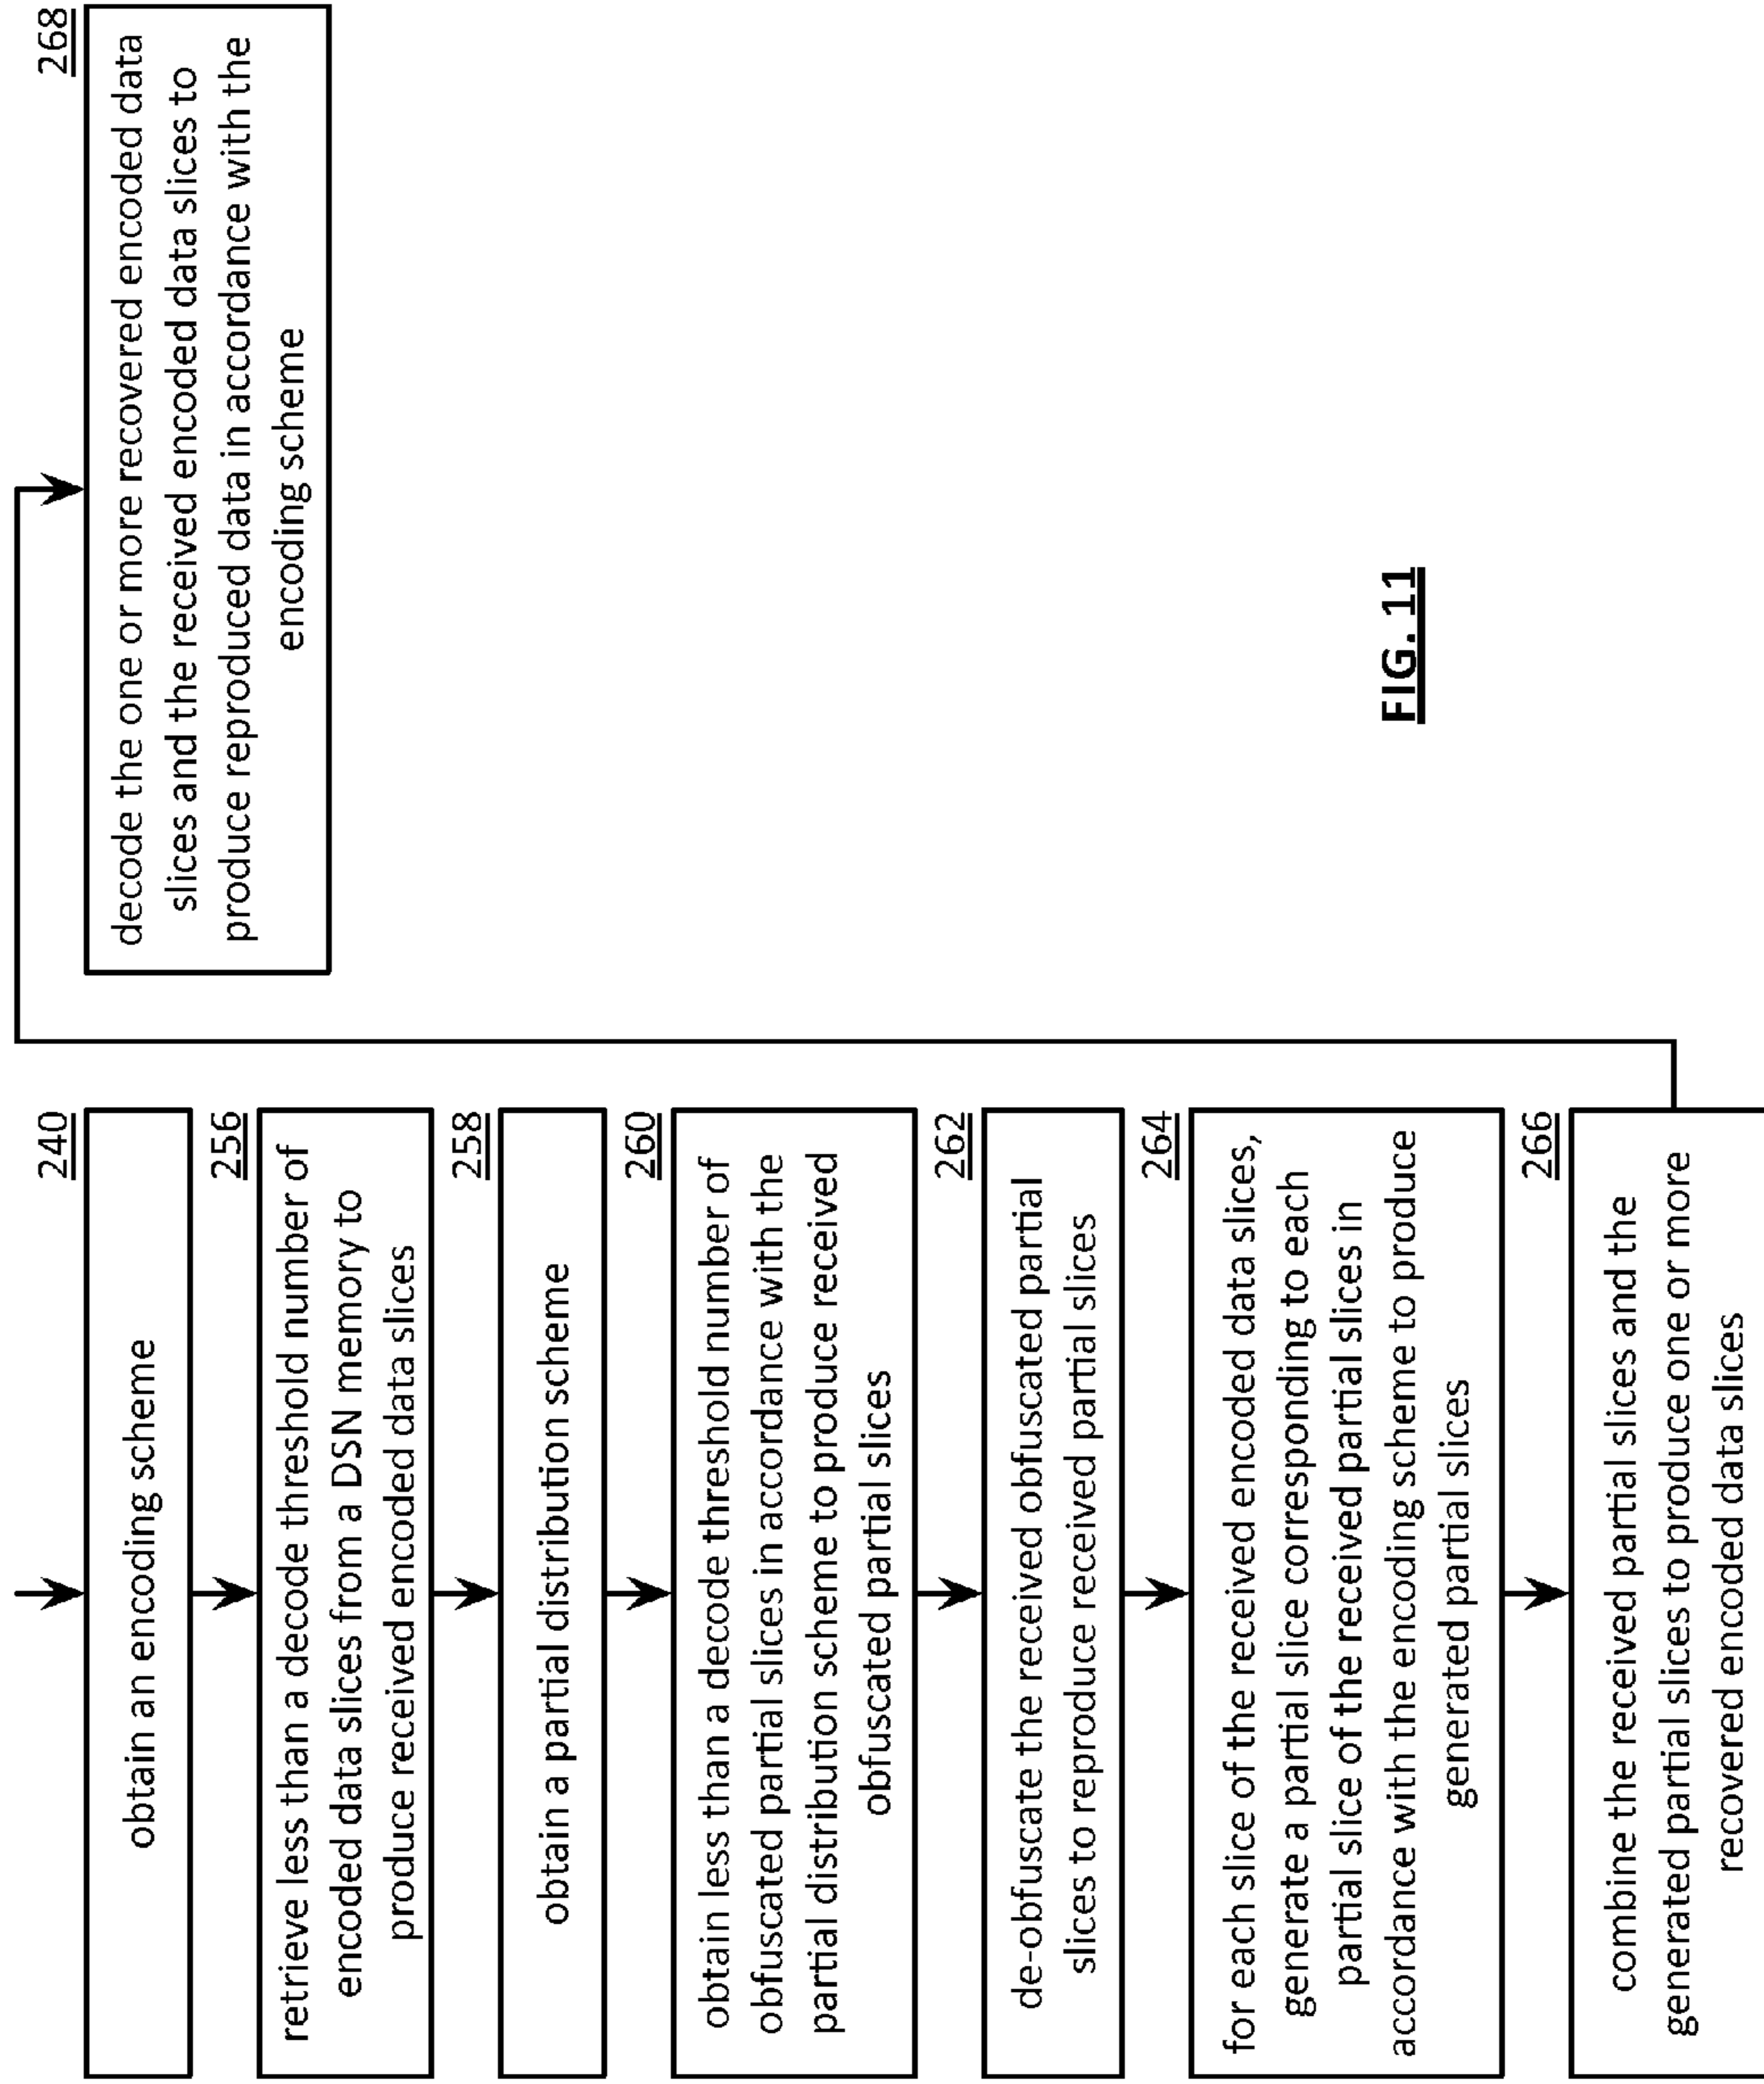 240
obtain an encoding scheme
256
retrieve less than a decode threshold number of
encoded data slices from a DSN memory to
produce received encoded data slices
258
obtain a partial distribution scheme
260
obtain less than a decode threshold number of
obfuscated partial slices in accordance with the
partial distribution scheme to produce received
obfuscated partial slices
262
de-obfuscate the received obfuscated partial
slices to reproduce received partial slices
264
for each slice of the received encoded data slices,
generate a partial slice corresponding to each
partial slice of the received partial slices in
accordance with the encoding scheme to produce
generated partial slices
266
combine the received partial slices and the
generated partial slices to produce one or more
recovered encoded data slices
268
decode the one or more recovered encoded data
slices and the received encoded data slices to
produce reproduced data in accordance with the
encoding scheme
FIG. 11